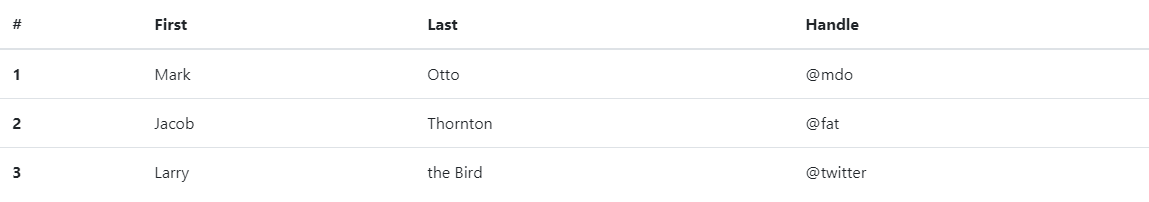 # First Last Handle
1 Mark Otto @mdo
2 Jacob Thornton @fat
3 Larry the Bird @twitter